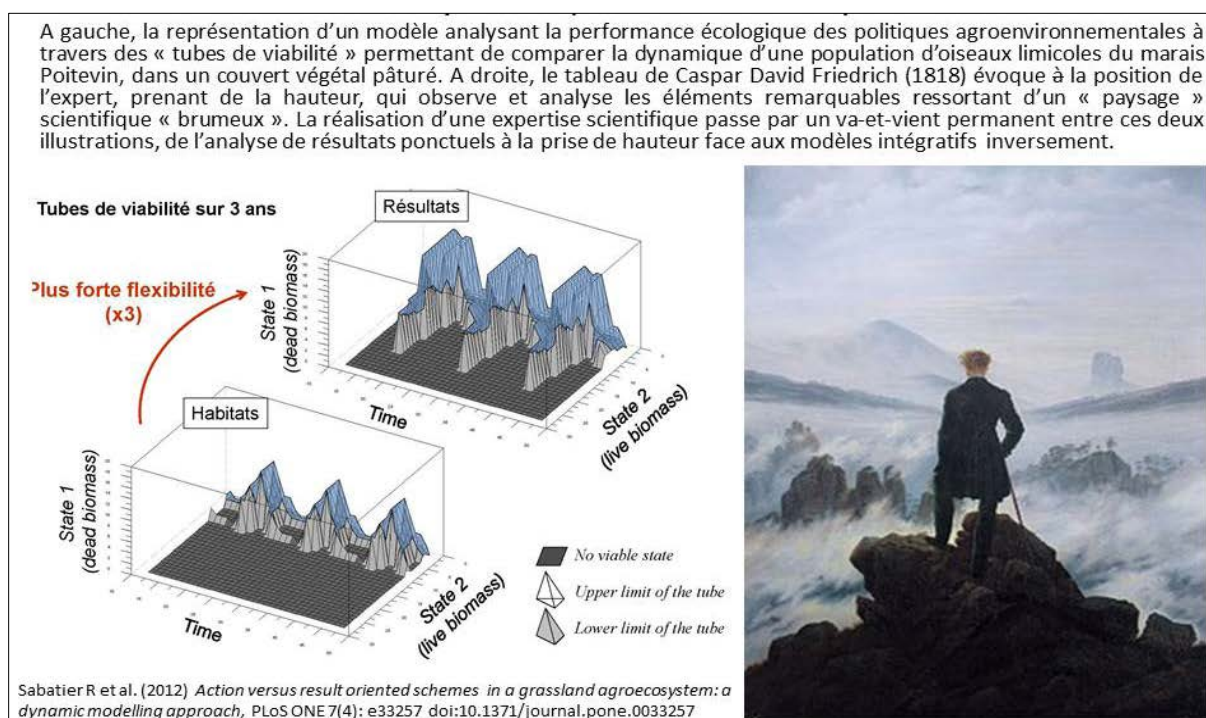 A gauche, la représentation d’un modèle analysant la performance écologique des politiques agroenvironnementales à
travers des « tubes de viabilité » permettant de comparer la dynamique d’une population d’oiseaux limicoles du marais
Poitevin, dans un couvert végétal pâturé. A droite, le tableau de Caspar David Friedrich (1818) évoque à la position de
l’expert, prenant de la hauteur, qui observe et analyse les éléments remarquables ressortant d’un « paysage »
scientifique « brumeux ». La réalisation d’une expertise scientifique passe par un va-et-vient permanent entre ces deux
illustrations, de l’analyse de résultats ponctuels à la prise de hauteur face aux modèles intégratifs inversement.
Tubes de viabilité sur 3 ans
Résultats
Plus forte flexibilité
(x3)
State 1
(dead biomass)
Time
State 2
(live biomass)
Habitats
State 1
(dead biomass)
Time
State 2
(live biomass)
No viable state
Upper limit of the tube
Lower limit of the tube
Sabatier R et al. (2012) Action versus result oriented schemes in a grassland agroecosystem: a
dynamic modelling approach, PLoS ONE 7(4): e33257 doi:10.1371/journal.pone.0033257